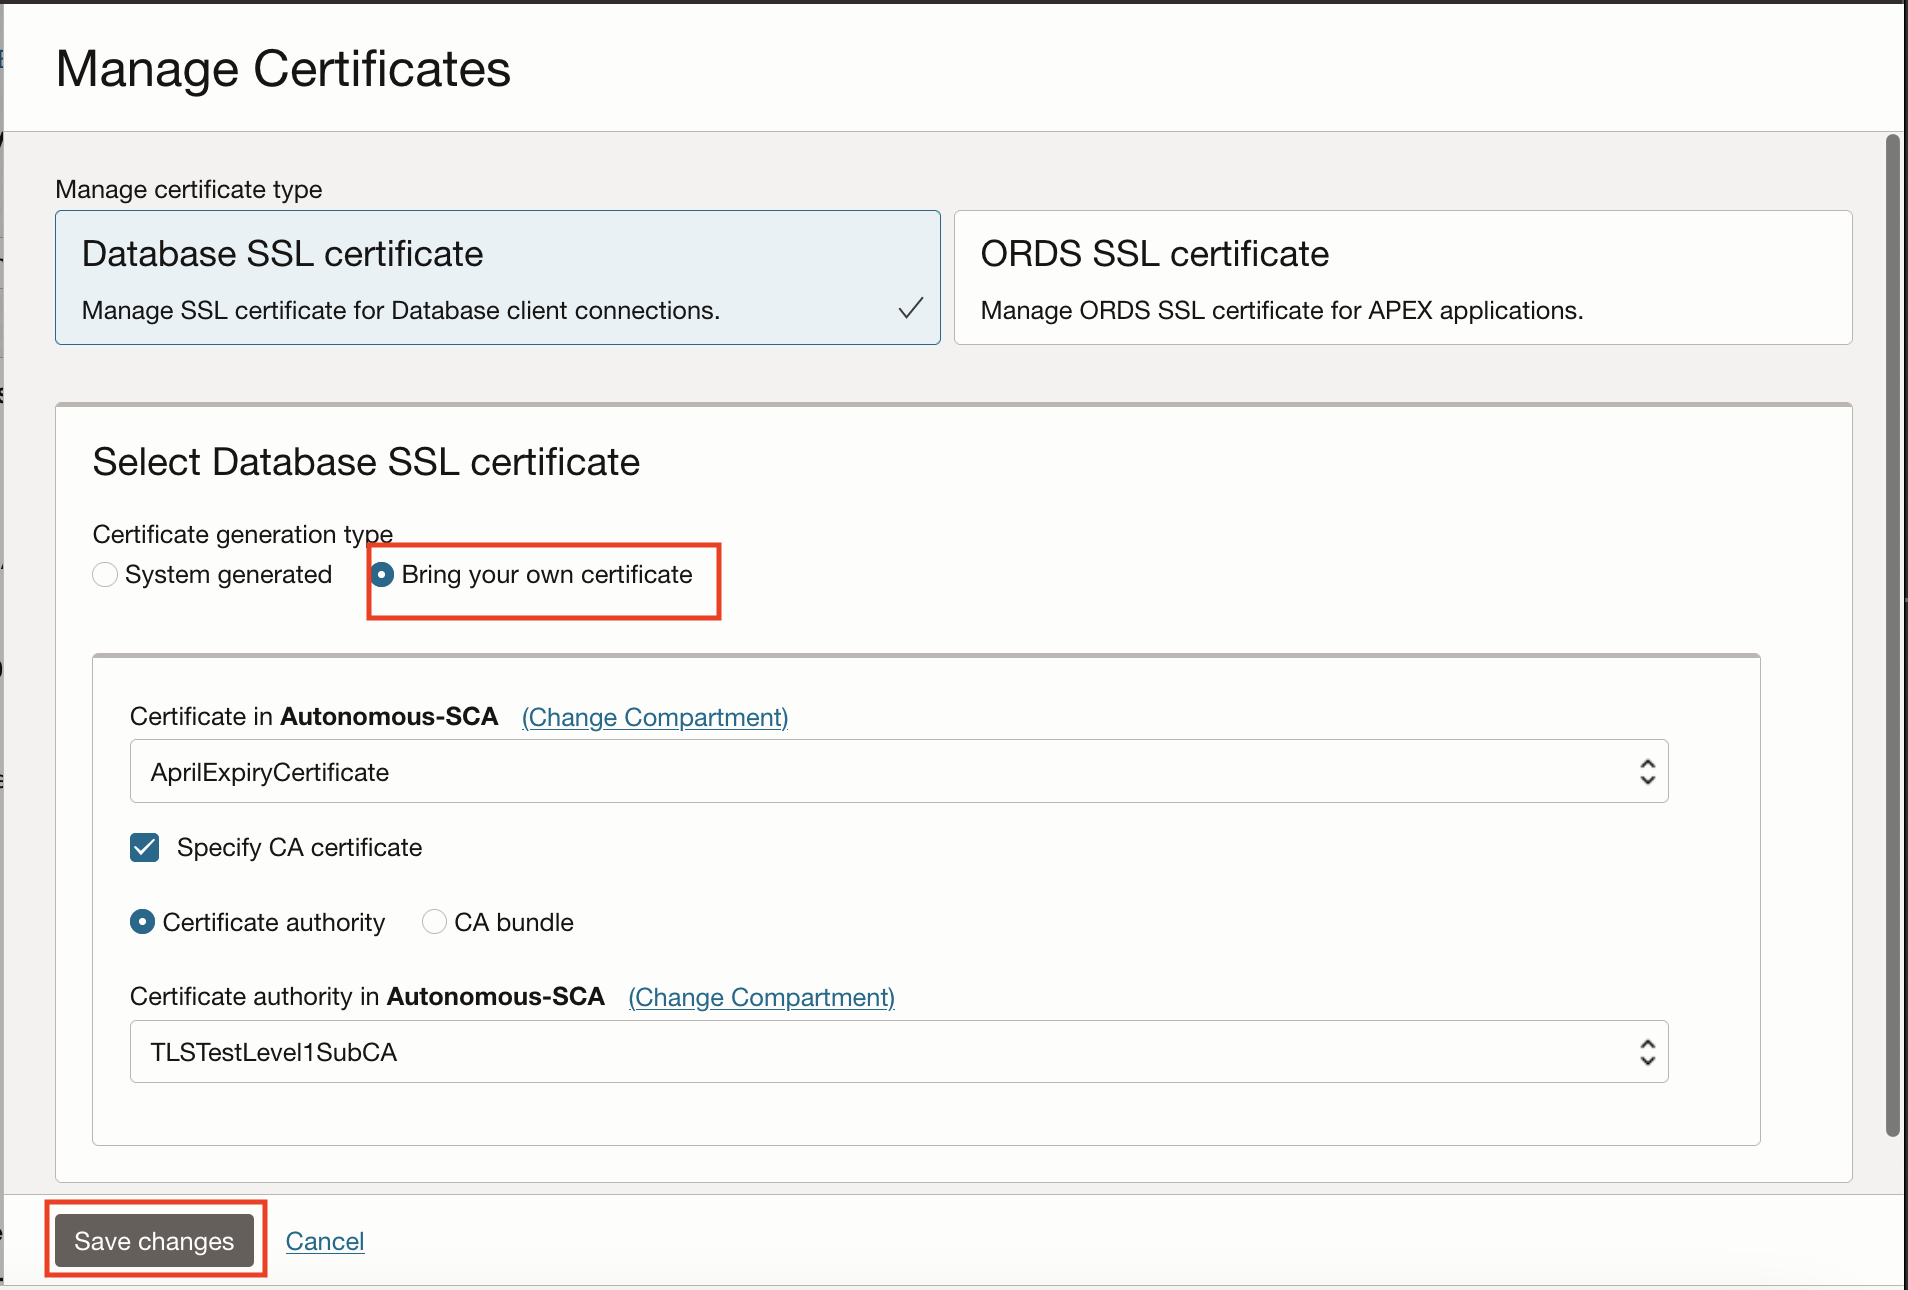 Manage Certificates
Manage certificate type
Database SSL certificate
Manage SSL certificate for Database client connections.
ORDS SSL certificate
Manage ORDS SSL certificate for APEX applications.
Select Database SSL certificate
Certificate generation type
System generated
Bring your own certificate
Certificate in Autonomous-SCA (Change Compartment)
AprilExpiryCertificate
Specify CA certificate
Certificate authority
CA bundle
Certificate authority in Autonomous-SCA (Change Compartment)
TLSTestLevel1SubCA
Save changes
Cancel